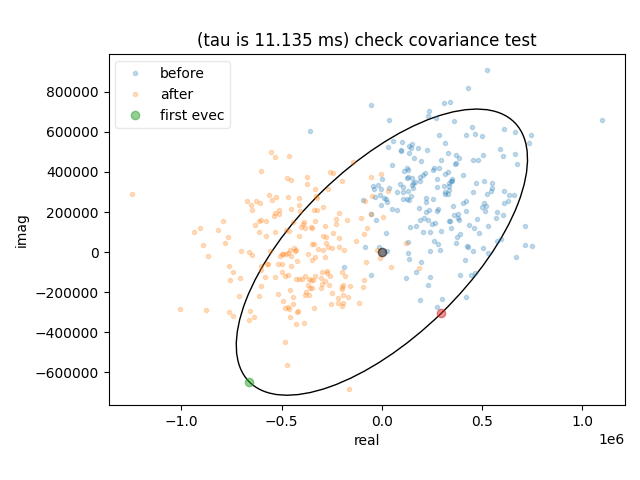 (tau is 11.135 ms) check covariance test
before
after
first evec
800000
600000
400000
200000
0
−200000
−400000
−600000
imag
−1.0 −0.5 0.0 0.5 1.0
real
1e6